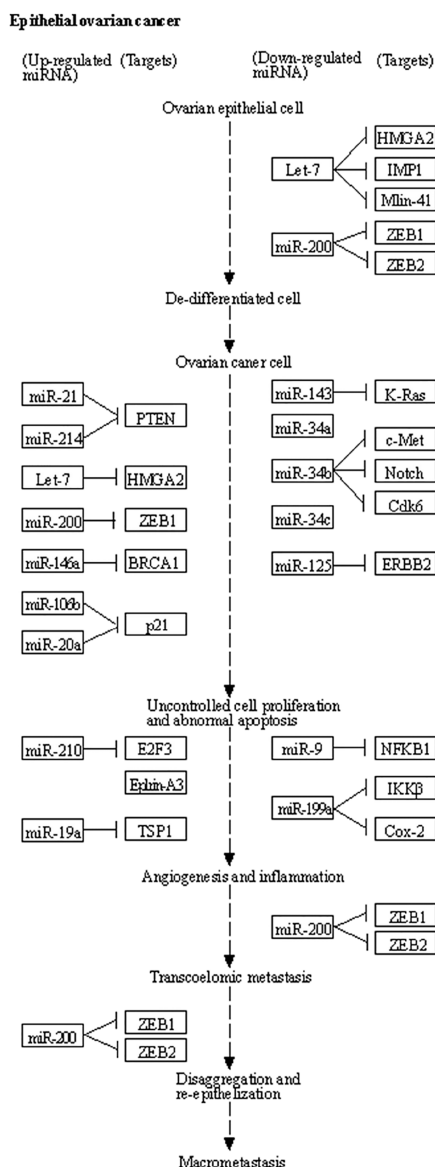 Epithelial ovarian cancer
(Up-regulated (Targets)
miRNA)
(Down-regulated (Targets)
miRNA)
Ovarian epithelial cell
HMGA2
Let-7
IMP1
Mlin-41
miR-200
ZEB1
ZEB2
De-differentiated cell
Ovarian caner cell
miR-21
miR-214
PTEN
Let-7
HMGA2
miR-200
ZEB1
miR-146a
BRCA1
miR-106b
miR-20a
p21
miR-143
K-Ras
miR-34a
miR-34b
miR-34c
c-Met
Notch
Cdk6
miR-125
ERBB2
Uncontrolled cell proliferation
and abnormal apoptosis
miR-210
E2F3
Ephrin-A3
miR-19a
TSP1
miR-9
NFKB1
miR-199a
IKKβ
Cox-2
Angiogenesis and inflammation
miR-200
ZEB1
ZEB2
Transcoelomic metastasis
miR-200
ZEB1
ZEB2
Disaggregation and
re-epithelization
Macrometastasis